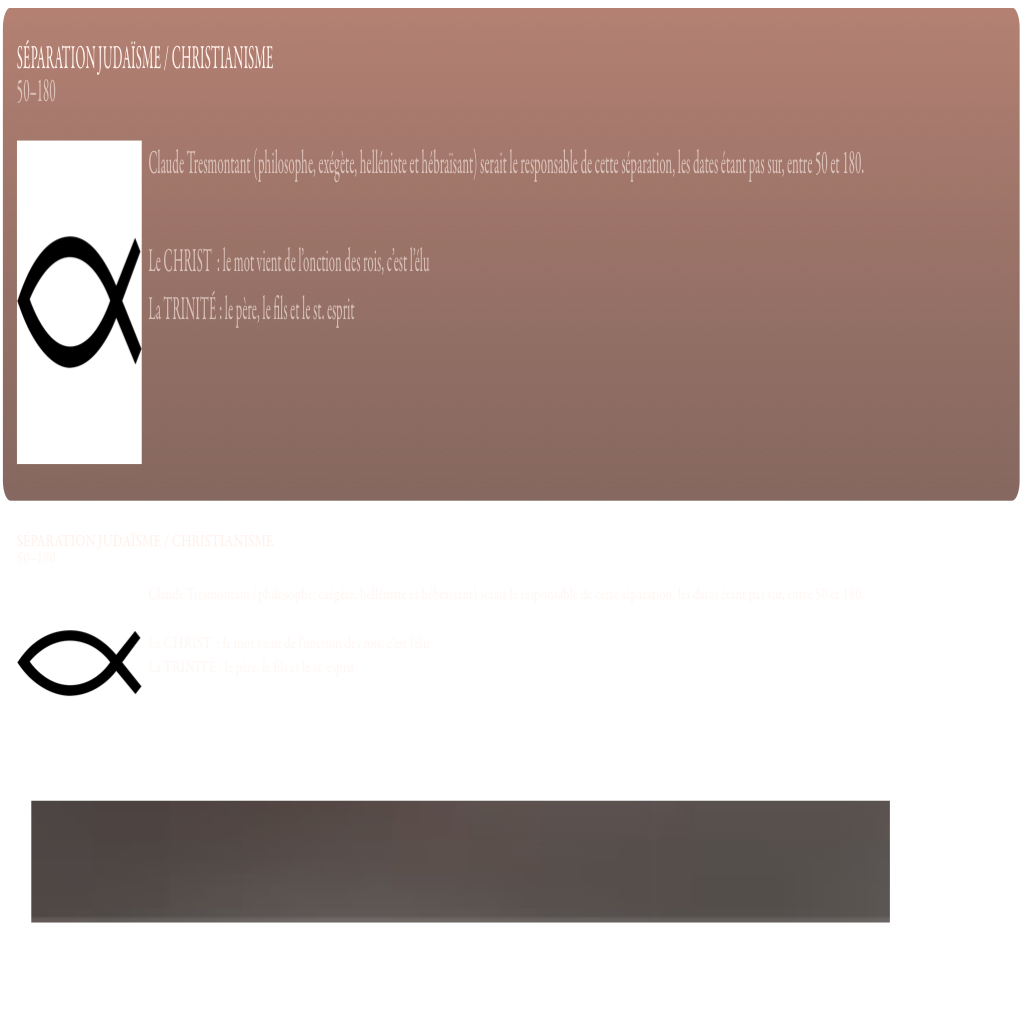 SÉPARATION JUDAÏSME / CHRISTIANISME
50–180
Claude Tresmontant (philosophe, exégète, helléniste et hébraïsant) serait le responsable de cette séparation, les dates étant pas sur, entre 50 et 180.
Le CHRIST : le mot vient de l'onction des rois, c'est l'élu
La TRINITÉ : le père, le fils et le st. esprit
SÉPARATION JUDAÏSME / CHRISTIANISME
50–180
Claude Tresmontant (philosophe, exégète, helléniste et hébraïsant) serait le responsable de cette séparation, les dates étant pas sur, entre 50 et 180.
Le CHRIST : le mot vient de l'onction des rois, c'est l'élu
La TRINITÉ : le père, le fils et le st. esprit